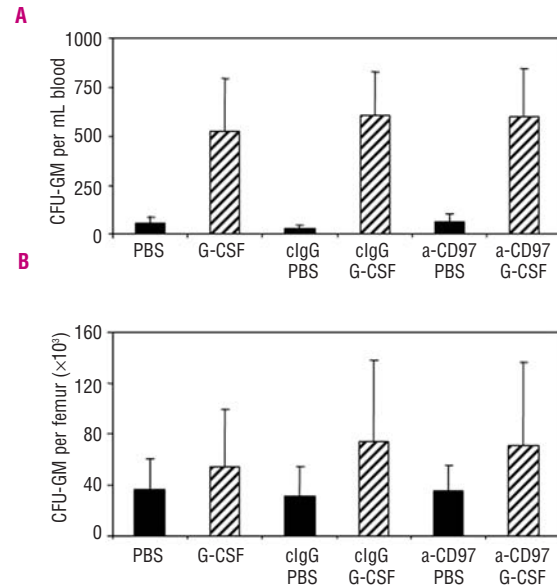 A
CFU-GM per mL blood
1000
750
500
250
0
PBS G-CSF cIgG cIgG a-CD97 a-CD97
PBS G-CSF PBS G-CSF
B
CFU-GM per femur (×10³)
160
120
80
40
0
PBS G-CSF cIgG cIgG a-CD97 a-CD97
PBS G-CSF PBS G-CSF